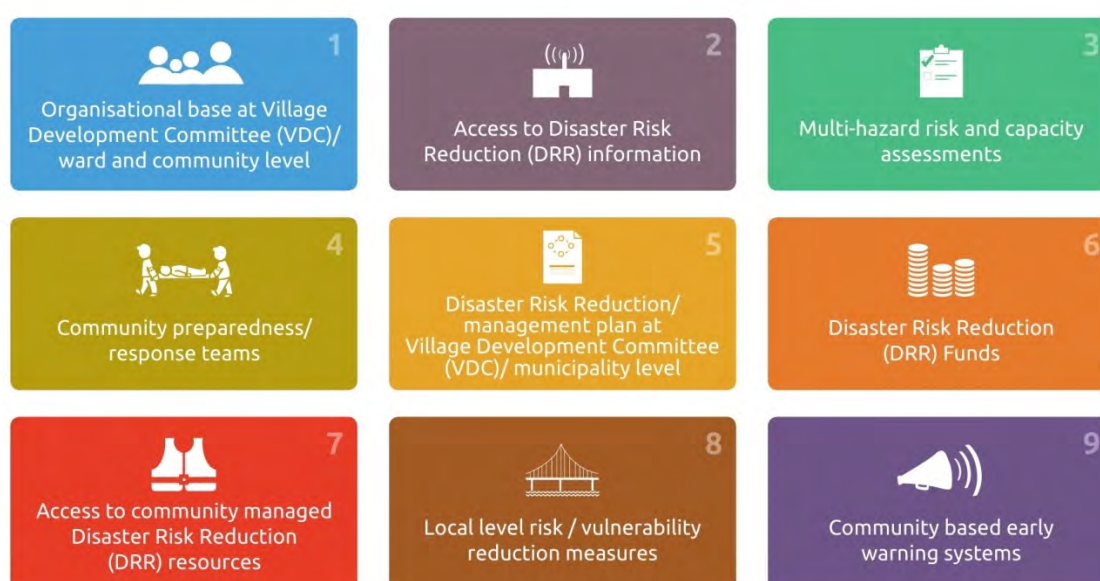 1
Organisational base at Village
Development Committee (VDC)/
ward and community level
2
Access to Disaster Risk
Reduction (DRR) information
3
Multi-hazard risk and capacity
assessments
4
Community preparedness/
response teams
5
Disaster Risk Reduction/
management plan at
Village Development Committee
(VDC)/ municipality level
6
Disaster Risk Reduction
(DRR) Funds
7
Access to community managed
Disaster Risk Reduction
(DRR) resources
8
Local level risk / vulnerability
reduction measures
9
Community based early
warning systems